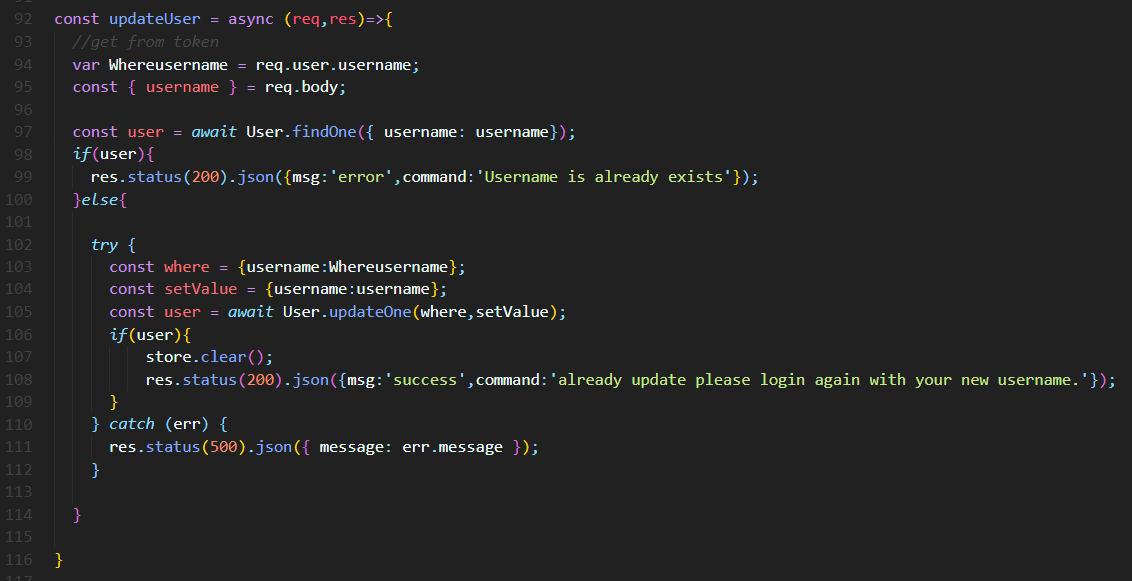 92 const updateUser = async (req,res)=>{
93 //get from token
94 var Whereusername = req.user.username;
95 const { username } = req.body;
96
97 const user = await User.findOne({ username: username});
98 if(user){
99 res.status(200).json({msg:'error',command:'Username is already exists'});
100 }else{
101
102 try {
103 const where = {username:Whereusername};
104 const setValue = {username:username};
105 const user = await User.updateOne(where,setValue);
106 if(user){
107 store.clear();
108 res.status(200).json({msg:'success',command:'already update please login again with your new username.'});
109 }
110 } catch (err) {
111 res.status(500).json({ message: err.message });
112 }
113
114 }
115
116 }
117